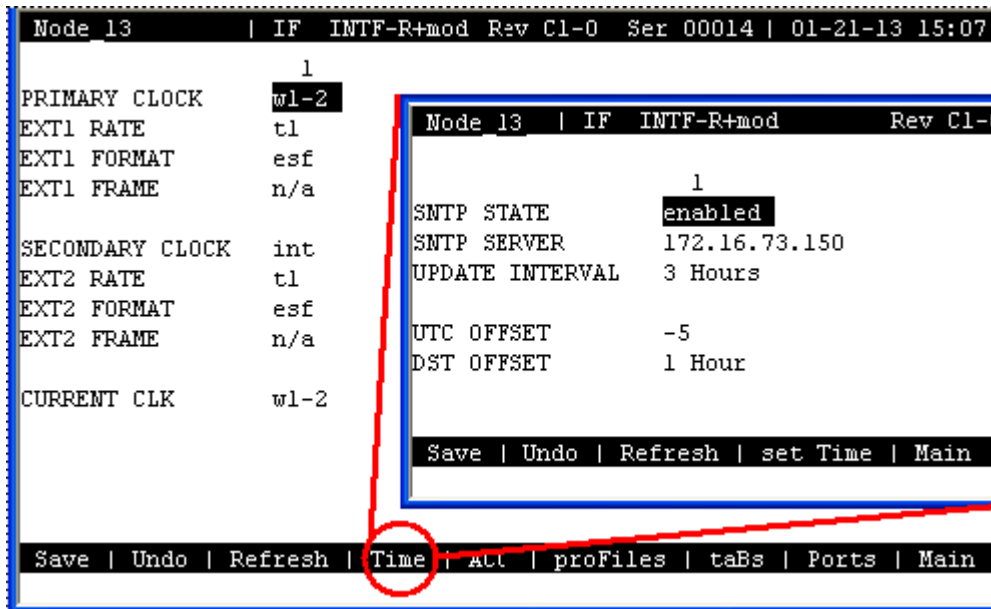 Node_13 | IF INTF-R+mod Rev C1-0 Ser 00014 | 01-21-13 15:07
1
PRIMARY CLOCK w1-2
EXT1 RATE t1
EXT1 FORMAT esf
EXT1 FRAME n/a
SECONDARY CLOCK int
EXT2 RATE t1
EXT2 FORMAT esf
EXT2 FRAME n/a
CURRENT CLK w1-2
Save | Undo | Refresh | Time | Alt | proFiles | taBs | Ports | Main
Node_13 | IF INTF-R+mod Rev C1-
1
SNTP STATE enabled
SNTP SERVER 172.16.73.150
UPDATE INTERVAL 3 Hours
UTC OFFSET -5
DST OFFSET 1 Hour
Save | Undo | Refresh | set Time | Main